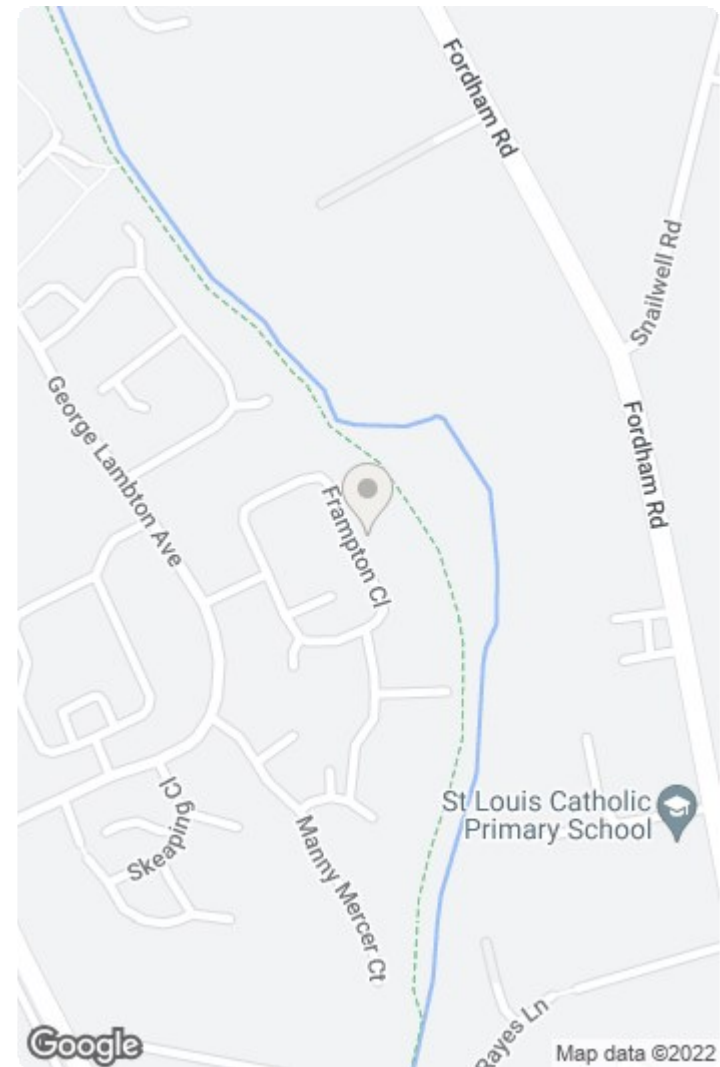 Fordham Rd
Snailwell Rd
George Lambton Ave
Fordham Rd
Frampton Cl
St Louis Catholic
Primary School
Skeaping Cl
Manny Mercer Ct
Rayes Ln
Google
Map data ©2022